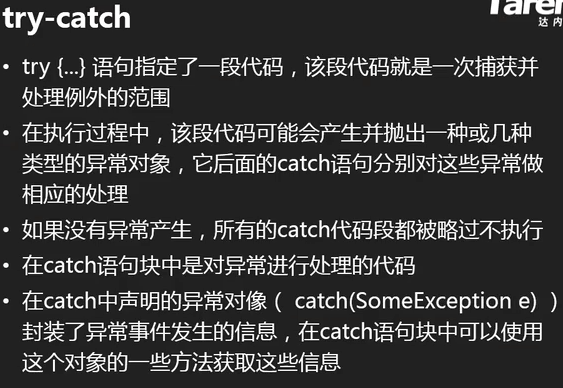 try-catch
Taren
达内
• try {...} 语句指定了一段代码，该段代码就是一次捕获并
处理例外的范围
• 在执行过程中，该段代码可能会产生并抛出一种或几种
类型的异常对象，它后面的catch语句分别对这些异常做
相应的处理
• 如果没有异常产生，所有的catch代码段都被略过不执行
• 在catch语句块中是对异常进行处理的代码
• 在catch中声明的异常对像（ catch(SomeException e) ）
封装了异常事件发生的信息，在catch语句块中可以使用
这个对象的一些方法获取这些信息